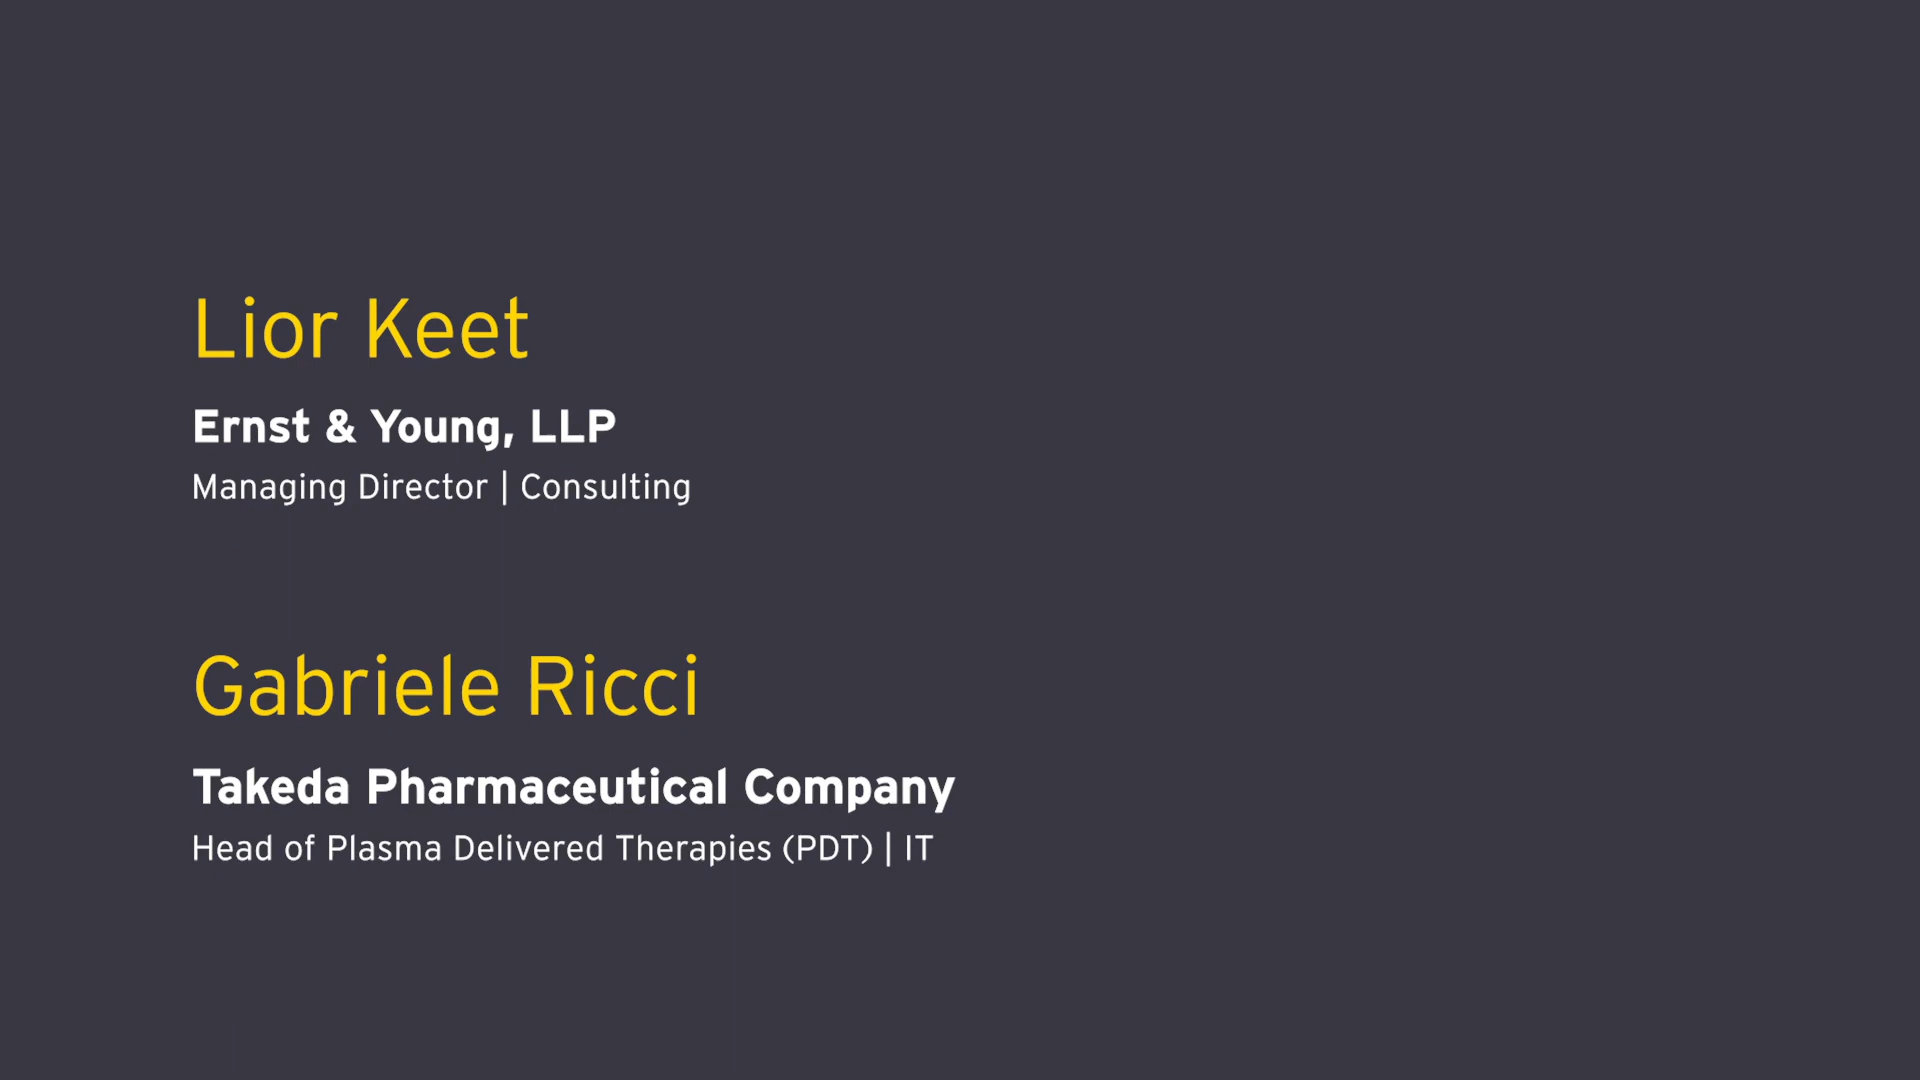 Lior Keet
Ernst & Young, LLP
Managing Director | Consulting
Gabriele Ricci
Takeda Pharmaceutical Company
Head of Plasma Delivered Therapies (PDT) | IT